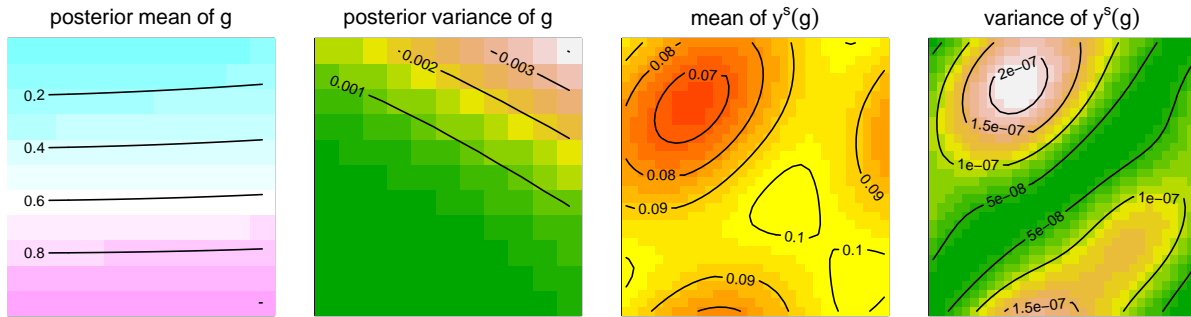 posterior mean of g
0.2
0.4
0.6
0.8
posterior variance of g
0.003
0.002
0.001
mean of yˢ(g)
0.08
0.07
0.08
0.09
0.09
0.1
0.1
0.09
variance of yˢ(g)
2e−07
1.5e−07
1e−07
5e−08
5e−08
1e−07
1.5e−07